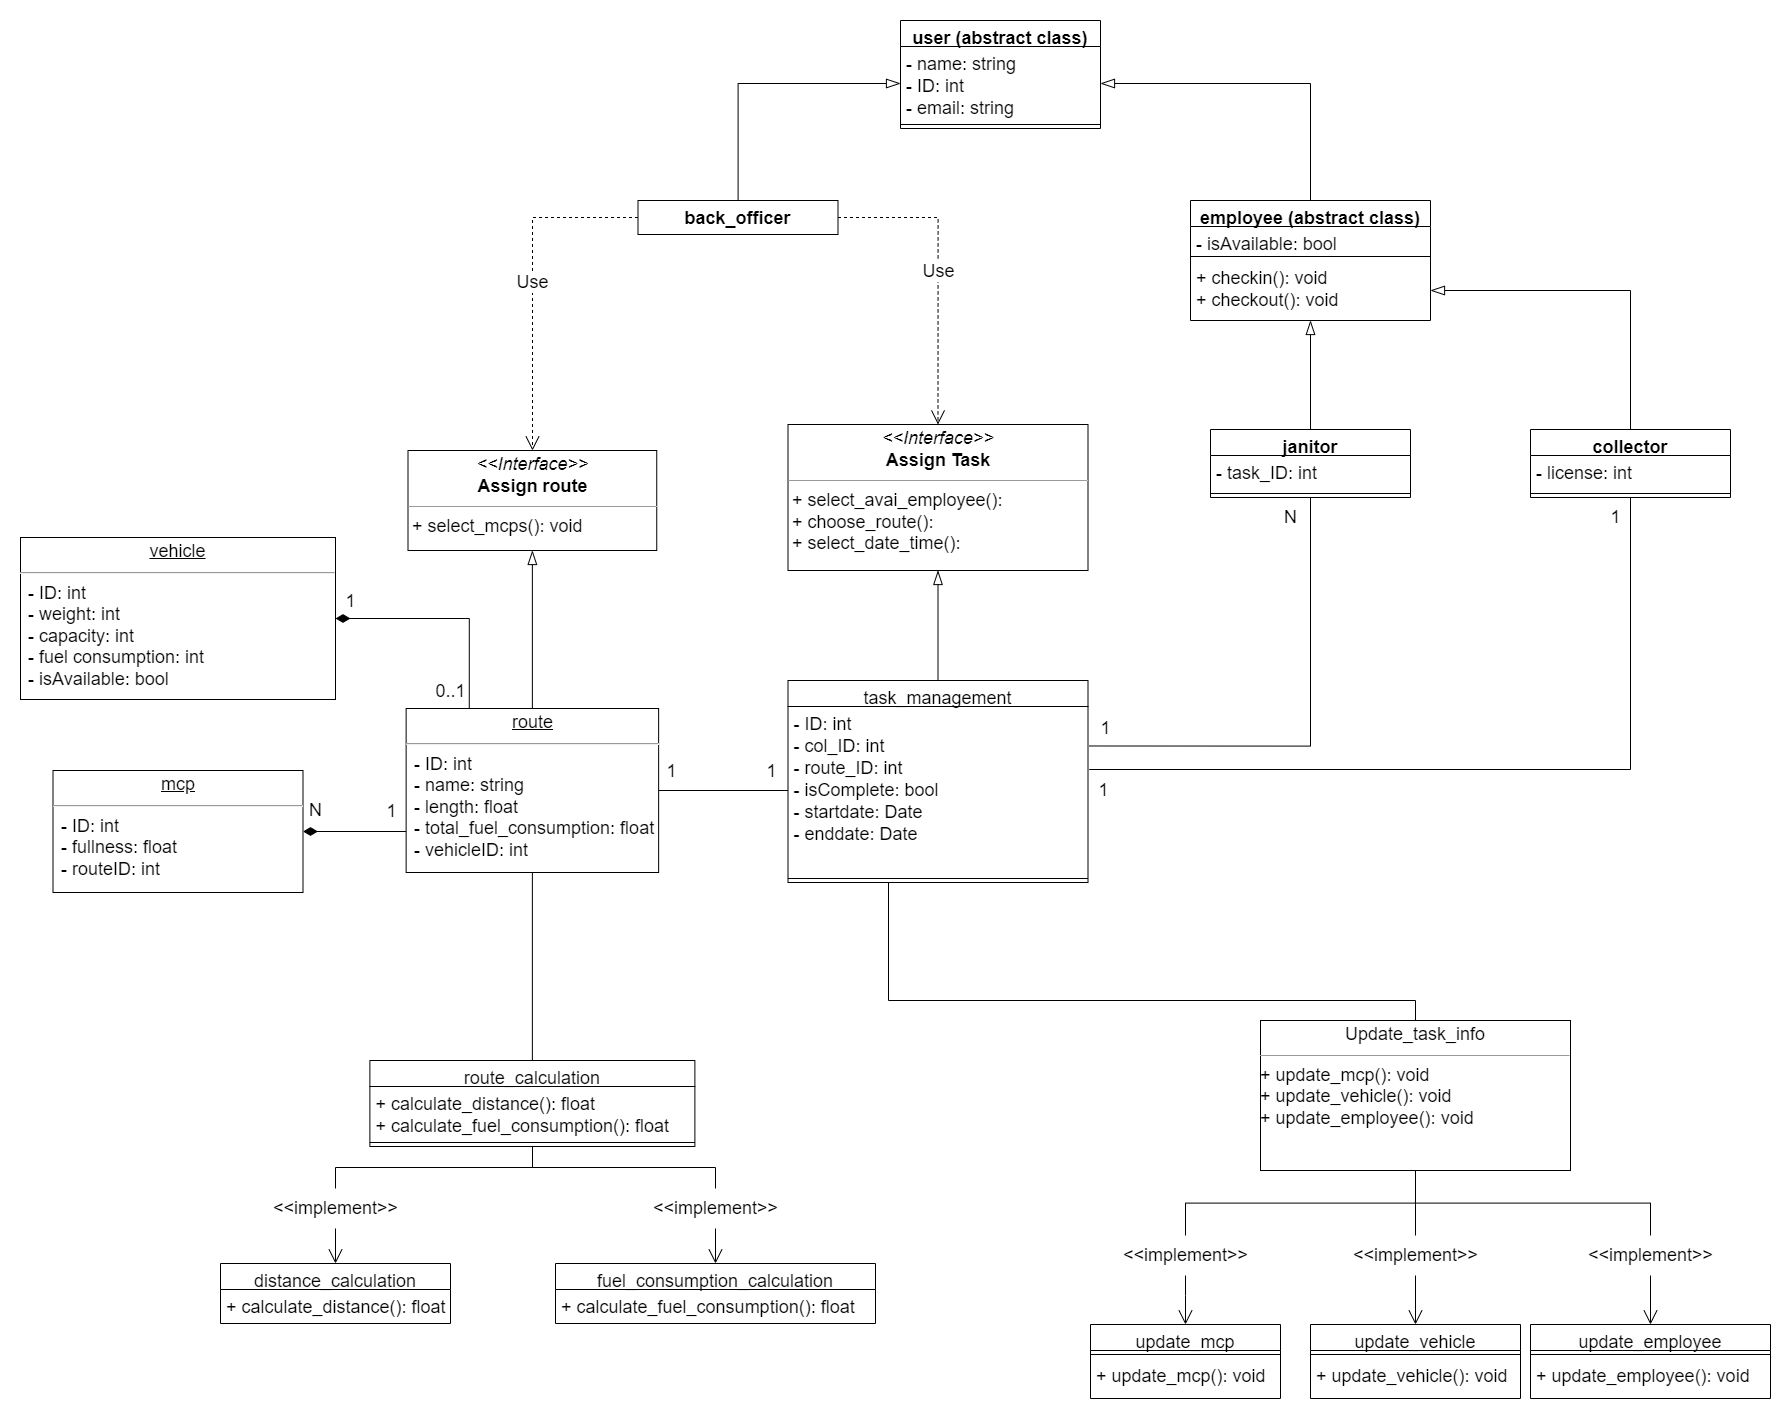 user (abstract class)
- name: string
- ID: int
- email: string
back_officer
employee (abstract class)
- isAvailable: bool
+ checkin(): void
+ checkout(): void
Use
Use
<<Interface>>
Assign route
+ select_mcps(): void
<<Interface>>
Assign Task
+ select_avai_employee():
+ choose_route():
+ select_date_time():
janitor
- task_ID: int
collector
- license: int
N
1
vehicle
- ID: int
- weight: int
- capacity: int
- fuel consumption: int
- isAvailable: bool
1
0..1
route
- ID: int
- name: string
- length: float
- total_fuel_consumption: float
- vehicleID: int
mcp
- ID: int
- fullness: float
- routeID: int
N
1
1
1
task_management
- ID: int
- col_ID: int
- route_ID: int
- isComplete: bool
- startdate: Date
- enddate: Date
1
1
route_calculation
+ calculate_distance(): float
+ calculate_fuel_consumption(): float
<<implement>>
<<implement>>
distance_calculation
+ calculate_distance(): float
fuel_consumption_calculation
+ calculate_fuel_consumption(): float
Update_task_info
+ update_mcp(): void
+ update_vehicle(): void
+ update_employee(): void
<<implement>>
<<implement>>
<<implement>>
update_mcp
+ update_mcp(): void
update_vehicle
+ update_vehicle(): void
update_employee
+ update_employee(): void